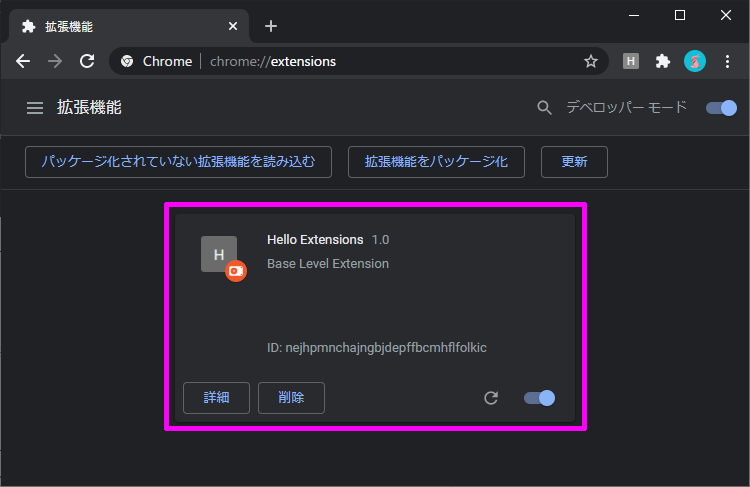 拡張機能
Chrome chrome://extensions H
拡張機能 デベロッパー モード
パッケージ化されていない拡張機能を読み込む 拡張機能をパッケージ化 更新
H Hello Extensions 1.0
Base Level Extension
ID: nejhpmnchajngbjdepffbcmhflfolkic
詳細 削除